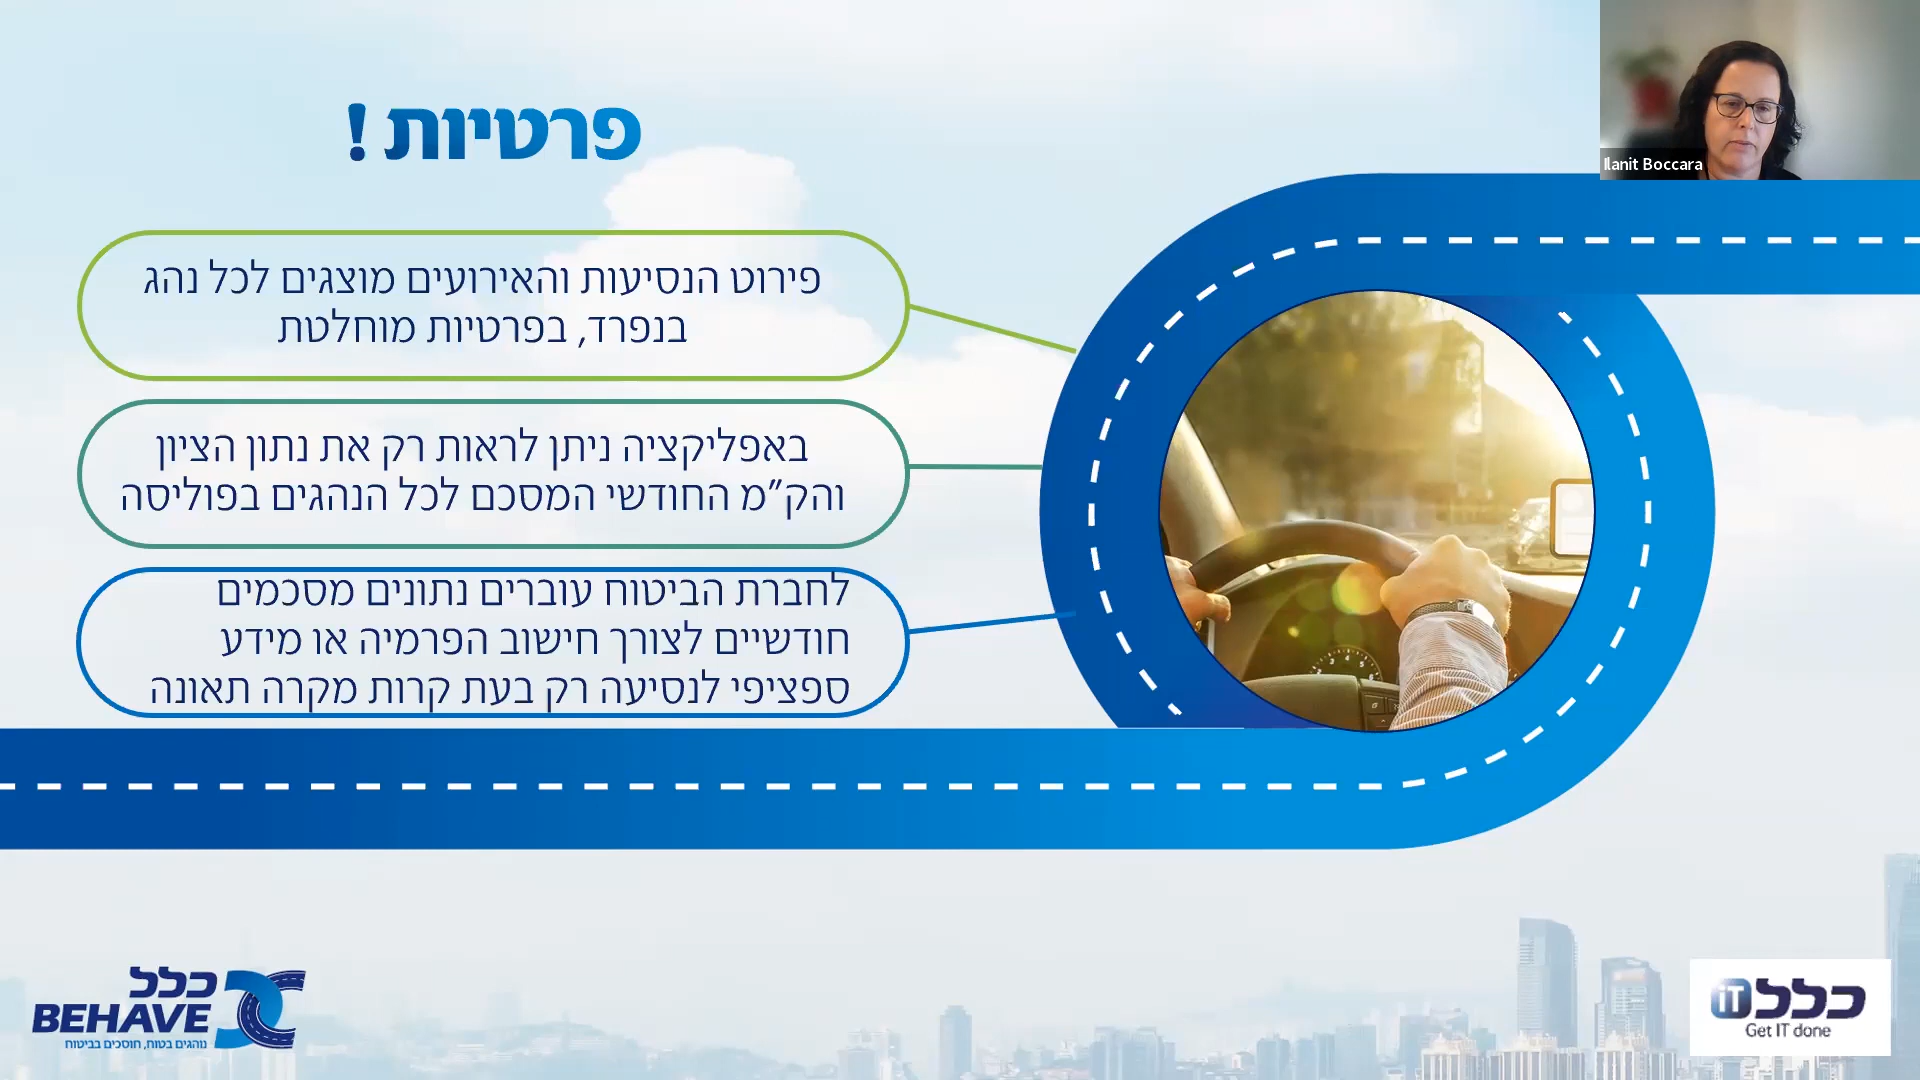 פרטיות !
פירוט הנסיעות והאירועים מוצגים לכל נהג
בנפרד, בפרטיות מוחלטת
באפליקציה ניתן לראות רק את נתון הציון
והק״מ החודשי המסכם לכל הנהגים בפוליסה
לחברת הביטוח עוברים נתונים מסכמים
חודשיים לצורך חישוב הפרמיה או מידע
ספציפי לנסיעה רק בעת קרות מקרה תאונה
Ilanit Boccara
כלל
BEHAVE
נוהגים בטוח, חוסכים בביטוח
כלל iT
Get IT done